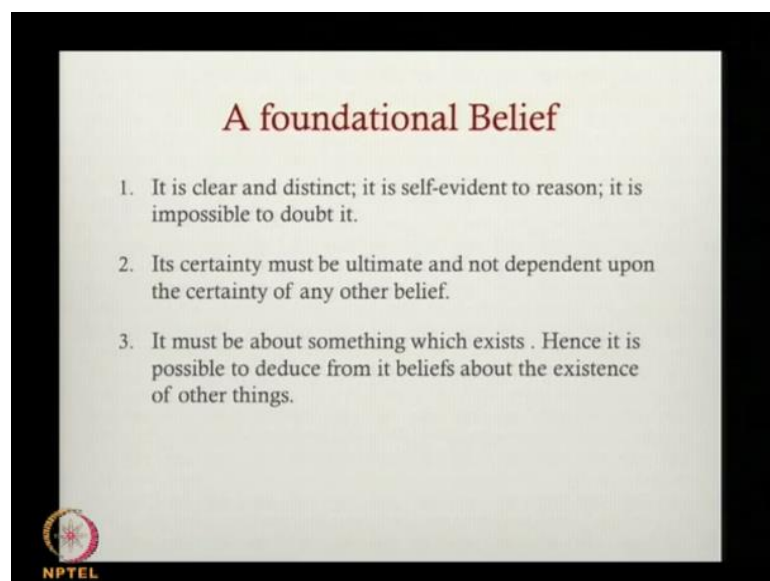 A foundational Belief
1. It is clear and distinct; it is self-evident to reason; it is
impossible to doubt it.
2. Its certainty must be ultimate and not dependent upon
the certainty of any other belief.
3. It must be about something which exists . Hence it is
possible to deduce from it beliefs about the existence
of other things.
NPTEL